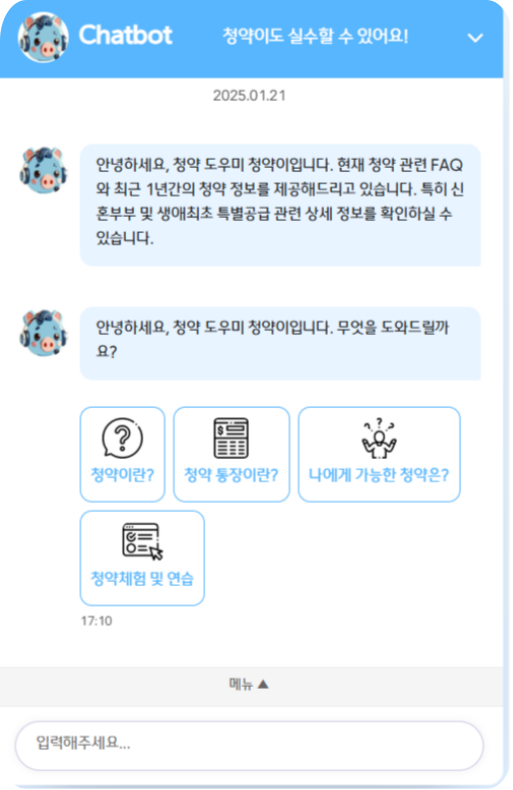 Chatbot
청약이도 실수할 수 있어요!
2025.01.21
안녕하세요, 청약 도우미 청약이입니다. 현재 청약 관련 FAQ
와 최근 1년간의 청약 정보를 제공해드리고 있습니다. 특히 신
혼부부 및 생애최초 특별공급 관련 상세 정보를 확인하실 수
있습니다.
안녕하세요, 청약 도우미 청약이입니다. 무엇을 도와드릴까
요?
청약이란?
청약 통장이란?
나에게 가능한 청약은?
청약체험 및 연습
17:10
메뉴 ▲
입력해주세요...